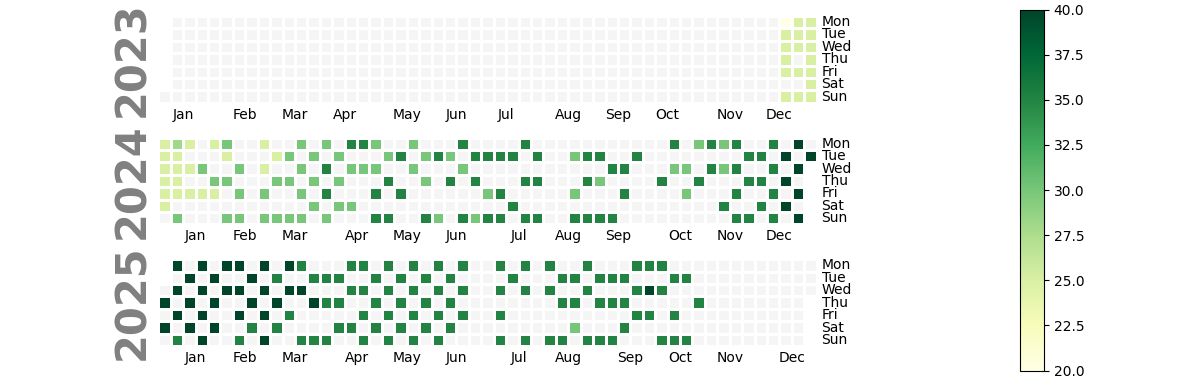 2023
Mon
Tue
Wed
Thu
Fri
Sat
Sun
Jan Feb Mar Apr May Jun Jul Aug Sep Oct Nov Dec
2024
Mon
Tue
Wed
Thu
Fri
Sat
Sun
Jan Feb Mar Apr May Jun Jul Aug Sep Oct Nov Dec
2025
Mon
Tue
Wed
Thu
Fri
Sat
Sun
Jan Feb Mar Apr May Jun Jul Aug Sep Oct Nov Dec
40.0
37.5
35.0
32.5
30.0
27.5
25.0
22.5
20.0